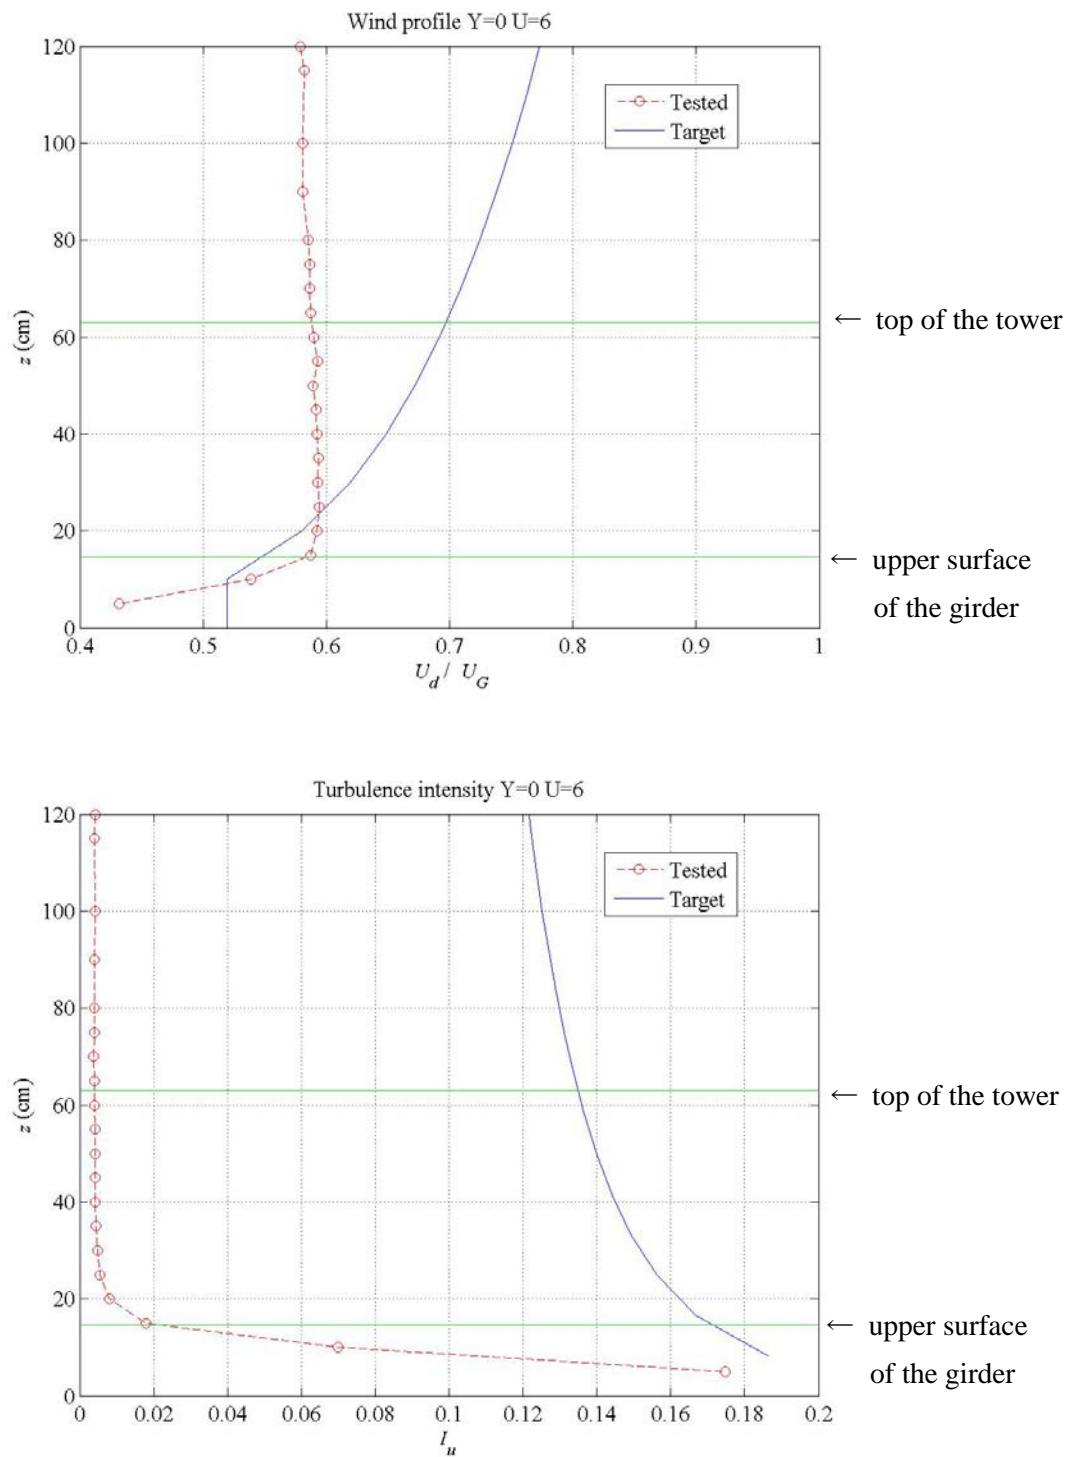 Wind profile Y=0 U=6
120
100
80
60
40
20
0
z (cm)
Tested
Target
← top of the tower
← upper surface
of the girder
0.4 0.5 0.6 0.7 0.8 0.9 1
U_d / U_G
Turbulence intensity Y=0 U=6
120
100
80
60
40
20
0
z (cm)
Tested
Target
← top of the tower
← upper surface
of the girder
0 0.02 0.04 0.06 0.08 0.1 0.12 0.14 0.16 0.18 0.2
I_u